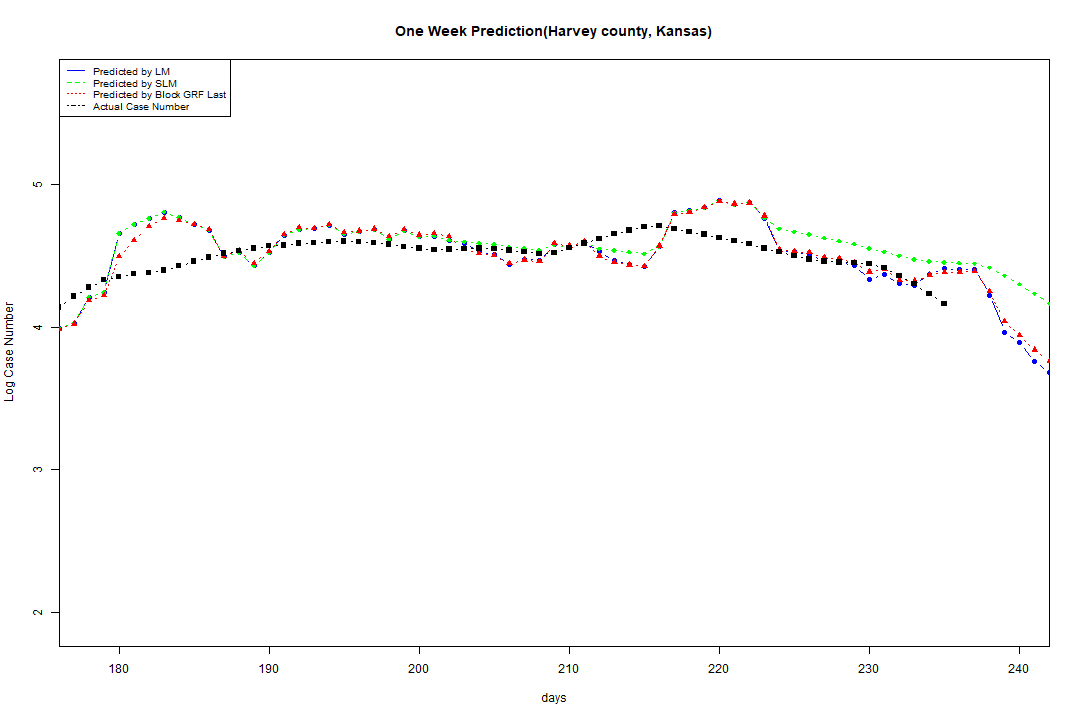 One Week Prediction(Harvey county, Kansas)
Predicted by LM
Predicted by SLM
Predicted by Block GRF Last
Actual Case Number
5
4
3
2
Log Case Number
180 190 200 210 220 230 240
days